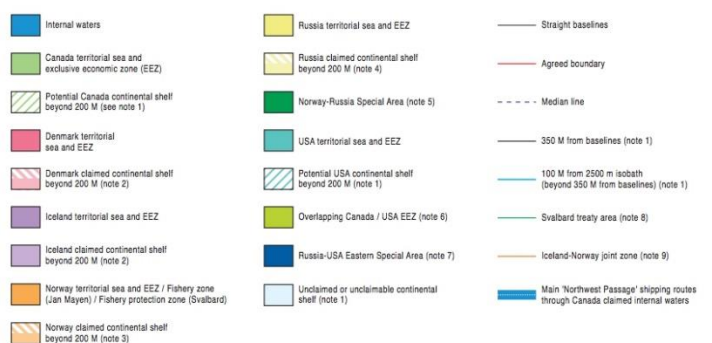 Internal waters
Canada territorial sea and
exclusive economic zone (EEZ)
Potential Canada continental shelf
beyond 200 M (see note 1)
Denmark territorial
sea and EEZ
Denmark claimed continental shelf
beyond 200 M (note 2)
Iceland territorial sea and EEZ
Iceland claimed continental shelf
beyond 200 M (note 2)
Norway territorial sea and EEZ / Fishery zone
(Jan Mayen) / Fishery protection zone (Svalbard)
Norway claimed continental shelf
beyond 200 M (note 3)
Russia territorial sea and EEZ
Russia claimed continental shelf
beyond 200 M (note 4)
Norway-Russia Special Area (note 5)
USA territorial sea and EEZ
Potential USA continental shelf
beyond 200 M (note 1)
Overlapping Canada / USA EEZ (note 6)
Russia-USA Eastern Special Area (note 7)
Unclaimed or unclaimable continental
shelf (note 1)
Straight baselines
Agreed boundary
Median line
350 M from baselines (note 1)
100 M from 2500 m isobath
(beyond 350 M from baselines) (note 1)
Svalbard treaty area (note 8)
Iceland-Norway joint zone (note 9)
Main 'Northwest Passage' shipping routes
through Canada claimed internal waters